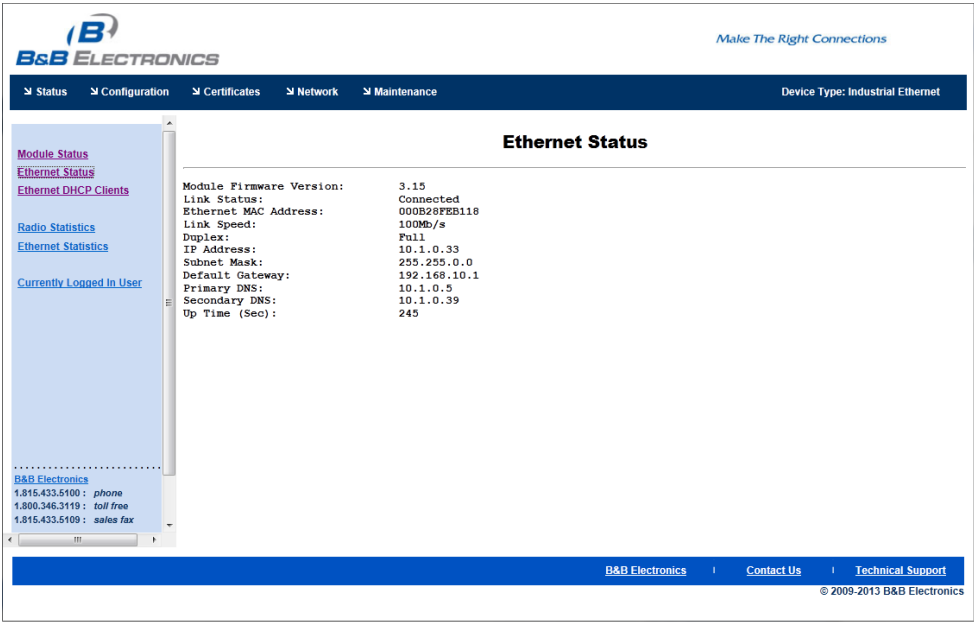 B
B&B ELECTRONICS
Make The Right Connections
Status Configuration Certificates Network Maintenance Device Type: Industrial Ethernet
Module Status
Ethernet Status
Ethernet DHCP Clients
Radio Statistics
Ethernet Statistics
Currently Logged In User
B&B Electronics
1.815.433.5100 : phone
1.800.346.3119 : toll free
1.815.433.5109 : sales fax
Ethernet Status
Module Firmware Version: 3.15
Link Status: Connected
Ethernet MAC Address: 000B28FEB118
Link Speed: 100Mb/s
Duplex: Full
IP Address: 10.1.0.33
Subnet Mask: 255.255.0.0
Default Gateway: 192.168.10.1
Primary DNS: 10.1.0.5
Secondary DNS: 10.1.0.39
Up Time (Sec): 245
B&B Electronics | Contact Us | Technical Support
© 2009-2013 B&B Electronics